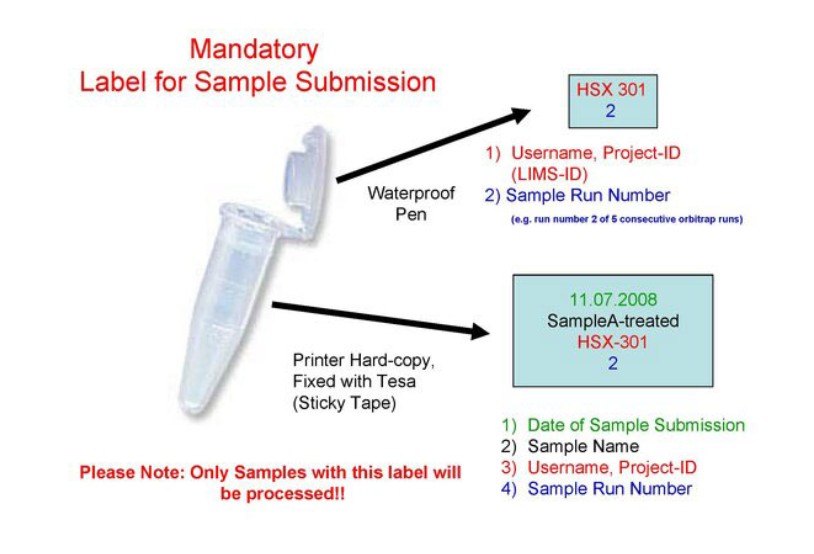 Mandatory
Label for Sample Submission
HSX 301
2
1) Username, Project-ID
(LIMS-ID)
2) Sample Run Number
(e.g. run number 2 of 5 consecutive orbitrap runs)
Waterproof
Pen
11.07.2008
SampleA-treated
HSX-301
2
Printer Hard-copy,
Fixed with Tesa
(Sticky Tape)
1) Date of Sample Submission
2) Sample Name
3) Username, Project-ID
4) Sample Run Number
Please Note: Only Samples with this label will
be processed!!